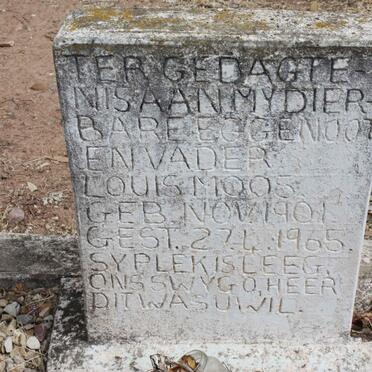 TER GEDAGTE-
NIS AAN MY DIER-
BARE EGGENOOT
EN VADER
LOUIS MOOS
GEB. NOV. 1901
GEST. 27.1.1965.
SY PLEK IS LEEG,
ONS SWYG O, HEER
DIT WAS U WIL.